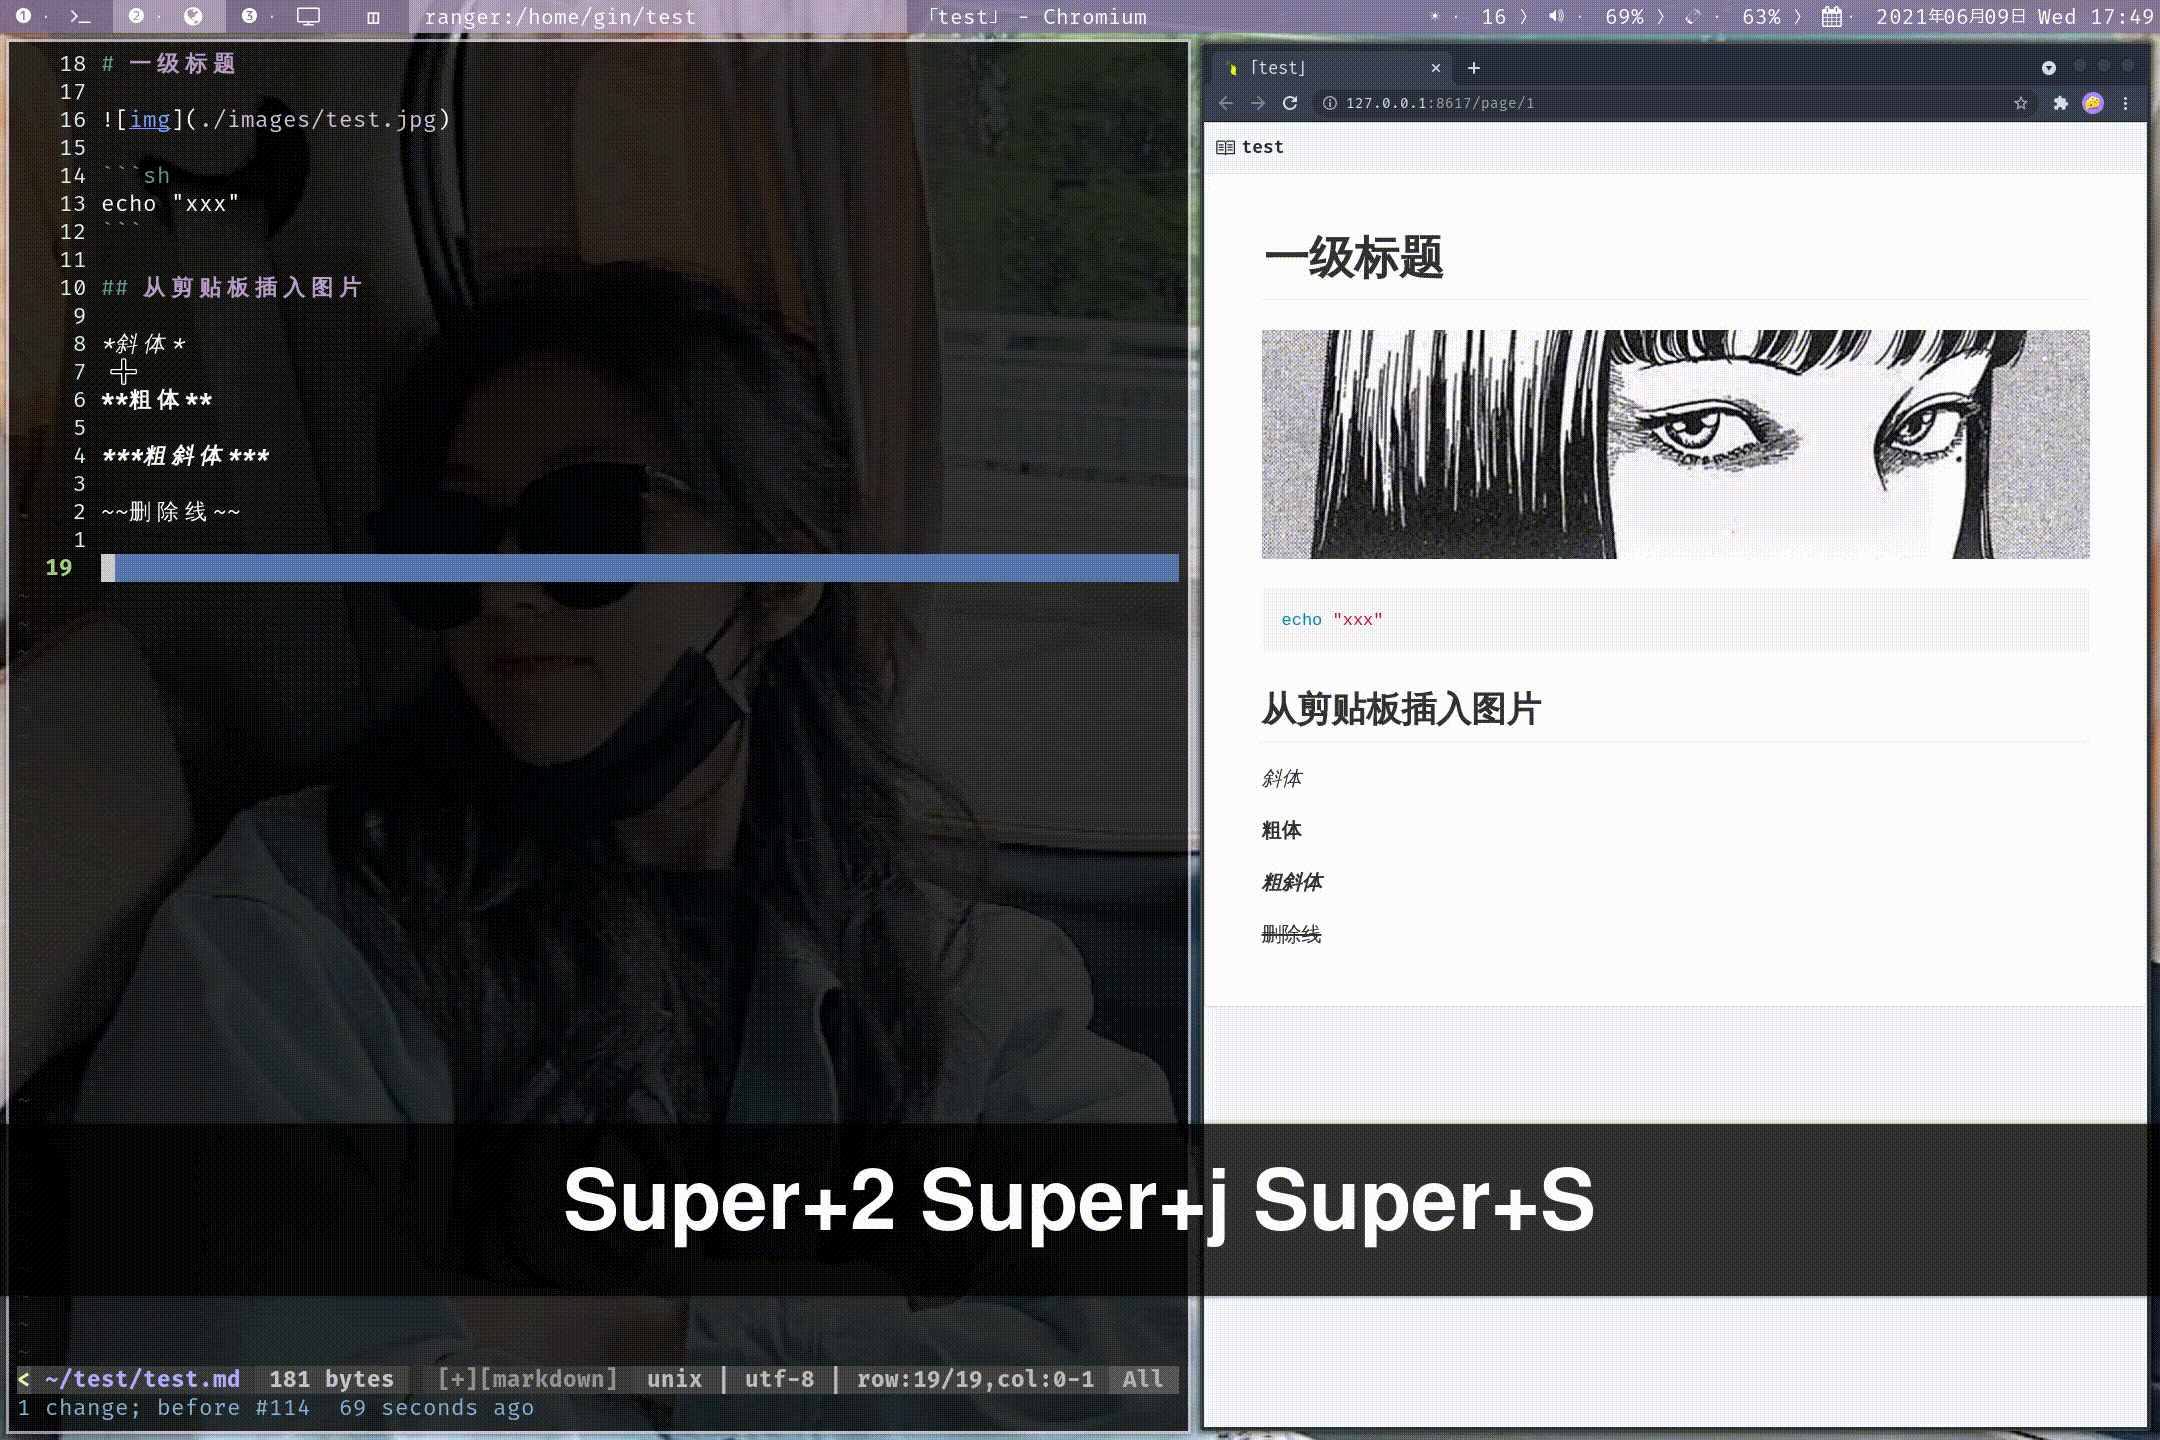 1 · 2 · 3 · ranger:/home/gin/test 「test」 - Chromium · 16 〉 · 69% 〉 · 63% 〉 · 2021年06月09日 Wed 17:49
18 # 一级标题
17
16 ![img](./images/test.jpg)
15
14 ```sh
13 echo "xxx"
12 ```
11
10 ## 从剪贴板插入图片
9
8 *斜体*
7
6 **粗体**
5
4 ***粗斜体***
3
2 ~~删除线~~
1
19
< ~/test/test.md 181 bytes [+][markdown] unix | utf-8 | row:19/19,col:0-1 All
1 change; before #114 69 seconds ago
「test」 × +
127.0.0.1:8617/page/1
test
一级标题
echo "xxx"
从剪贴板插入图片
斜体
粗体
粗斜体
删除线
Super+2 Super+j Super+S